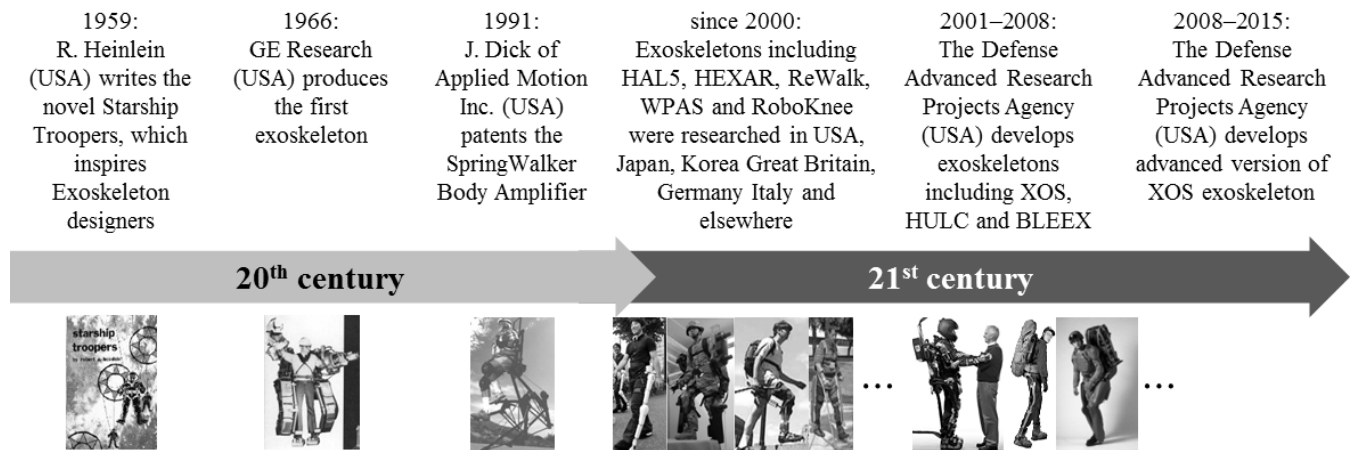 1959:
R. Heinlein
(USA) writes the
novel Starship
Troopers, which
inspires
Exoskeleton
designers
1966:
GE Research
(USA) produces
the first
exoskeleton
1991:
J. Dick of
Applied Motion
Inc. (USA)
patents the
SpringWalker
Body Amplifier
since 2000:
Exoskeletons including
HAL5, HEXAR, ReWalk,
WPAS and RoboKnee
were researched in USA,
Japan, Korea Great Britain,
Germany Italy and
elsewhere
2001–2008:
The Defense
Advanced Research
Projects Agency
(USA) develops
exoskeletons
including XOS,
HULC and BLEEX
2008–2015:
The Defense
Advanced Research
Projects Agency
(USA) develops
advanced version of
XOS exoskeleton
20th century
21st century
starship
troopers
...
...